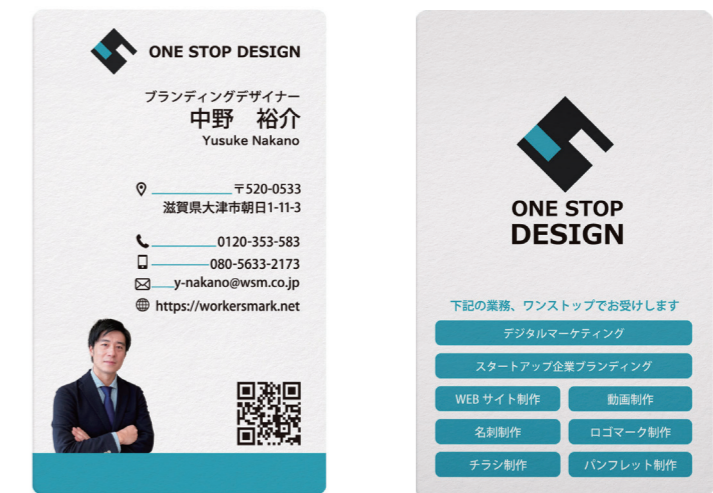 ONE STOP DESIGN
ブランディングデザイナー
中野 裕介
Yusuke Nakano
〒520-0533
滋賀県大津市朝日1-11-3
0120-353-583
080-5633-2173
y-nakano@wsm.co.jp
https://workersmark.net
ONE STOP
DESIGN
下記の業務、ワンストップでお受けします
デジタルマーケティング
スタートアップ企業ブランディング
WEB サイト制作
動画制作
名刺制作
ロゴマーク制作
チラシ制作
パンフレット制作